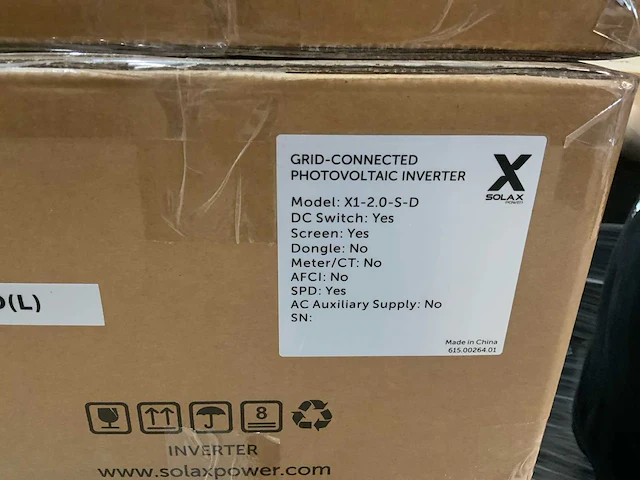 GRID-CONNECTED
PHOTOVOLTAIC INVERTER
X
SOLAX
POWER
Model: X1-2.0-S-D
DC Switch: Yes
Screen: Yes
Dongle: No
Meter/CT: No
AFCI: No
SPD: Yes
AC Auxiliary Supply: No
SN:
Made in China
615.00264.01
(L)
8
INVERTER
www.solaxpower.com